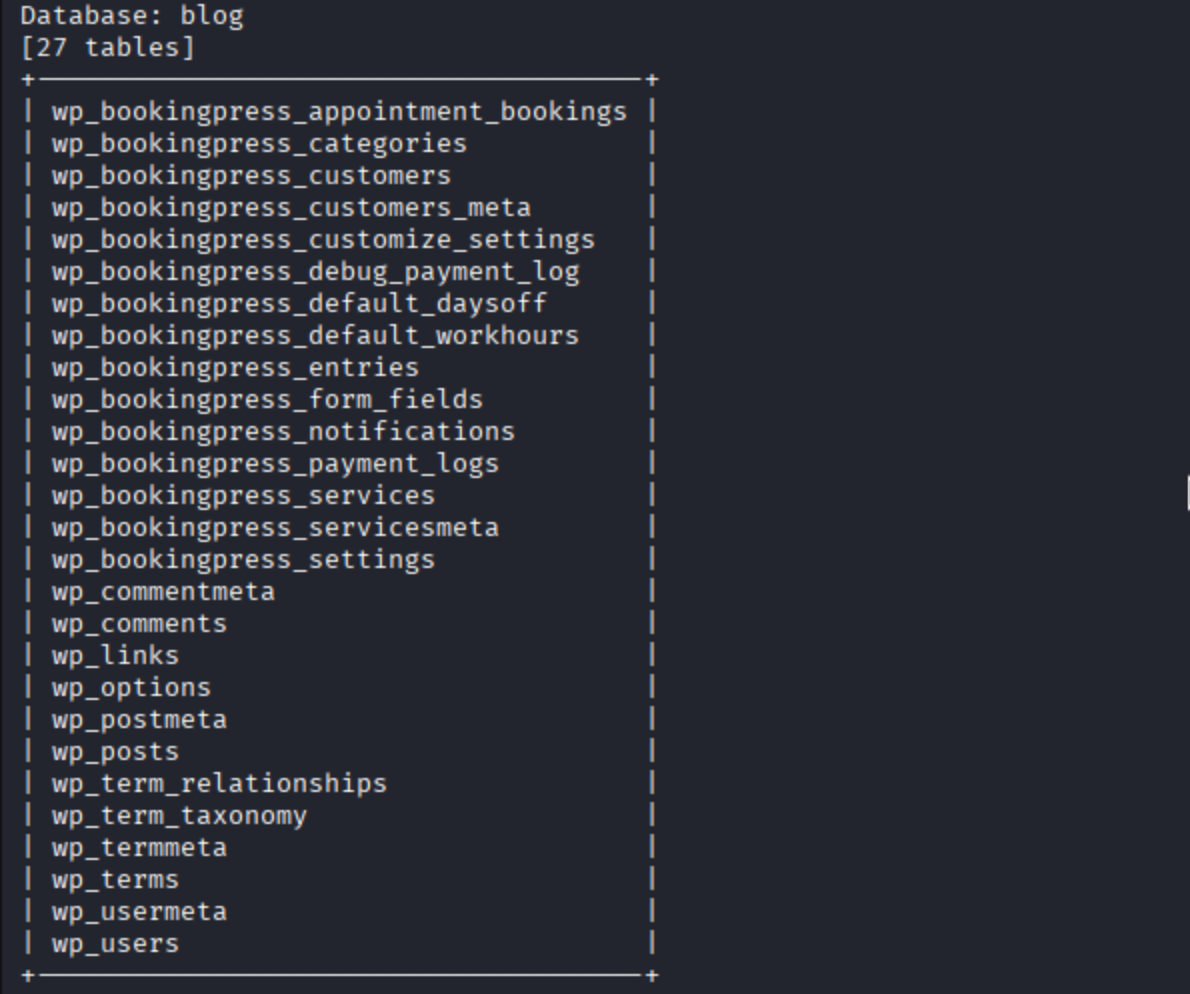 Database: blog
[27 tables]
+--------------------------------------+
| wp_bookingpress_appointment_bookings |
| wp_bookingpress_categories           |
| wp_bookingpress_customers            |
| wp_bookingpress_customers_meta       |
| wp_bookingpress_customize_settings   |
| wp_bookingpress_debug_payment_log    |
| wp_bookingpress_default_daysoff      |
| wp_bookingpress_default_workhours    |
| wp_bookingpress_entries              |
| wp_bookingpress_form_fields          |
| wp_bookingpress_notifications        |
| wp_bookingpress_payment_logs         |
| wp_bookingpress_services             |
| wp_bookingpress_servicesmeta         |
| wp_bookingpress_settings             |
| wp_commentmeta                       |
| wp_comments                          |
| wp_links                             |
| wp_options                           |
| wp_postmeta                          |
| wp_posts                             |
| wp_term_relationships                |
| wp_term_taxonomy                     |
| wp_termmeta                          |
| wp_terms                             |
| wp_usermeta                          |
| wp_users                             |
+--------------------------------------+